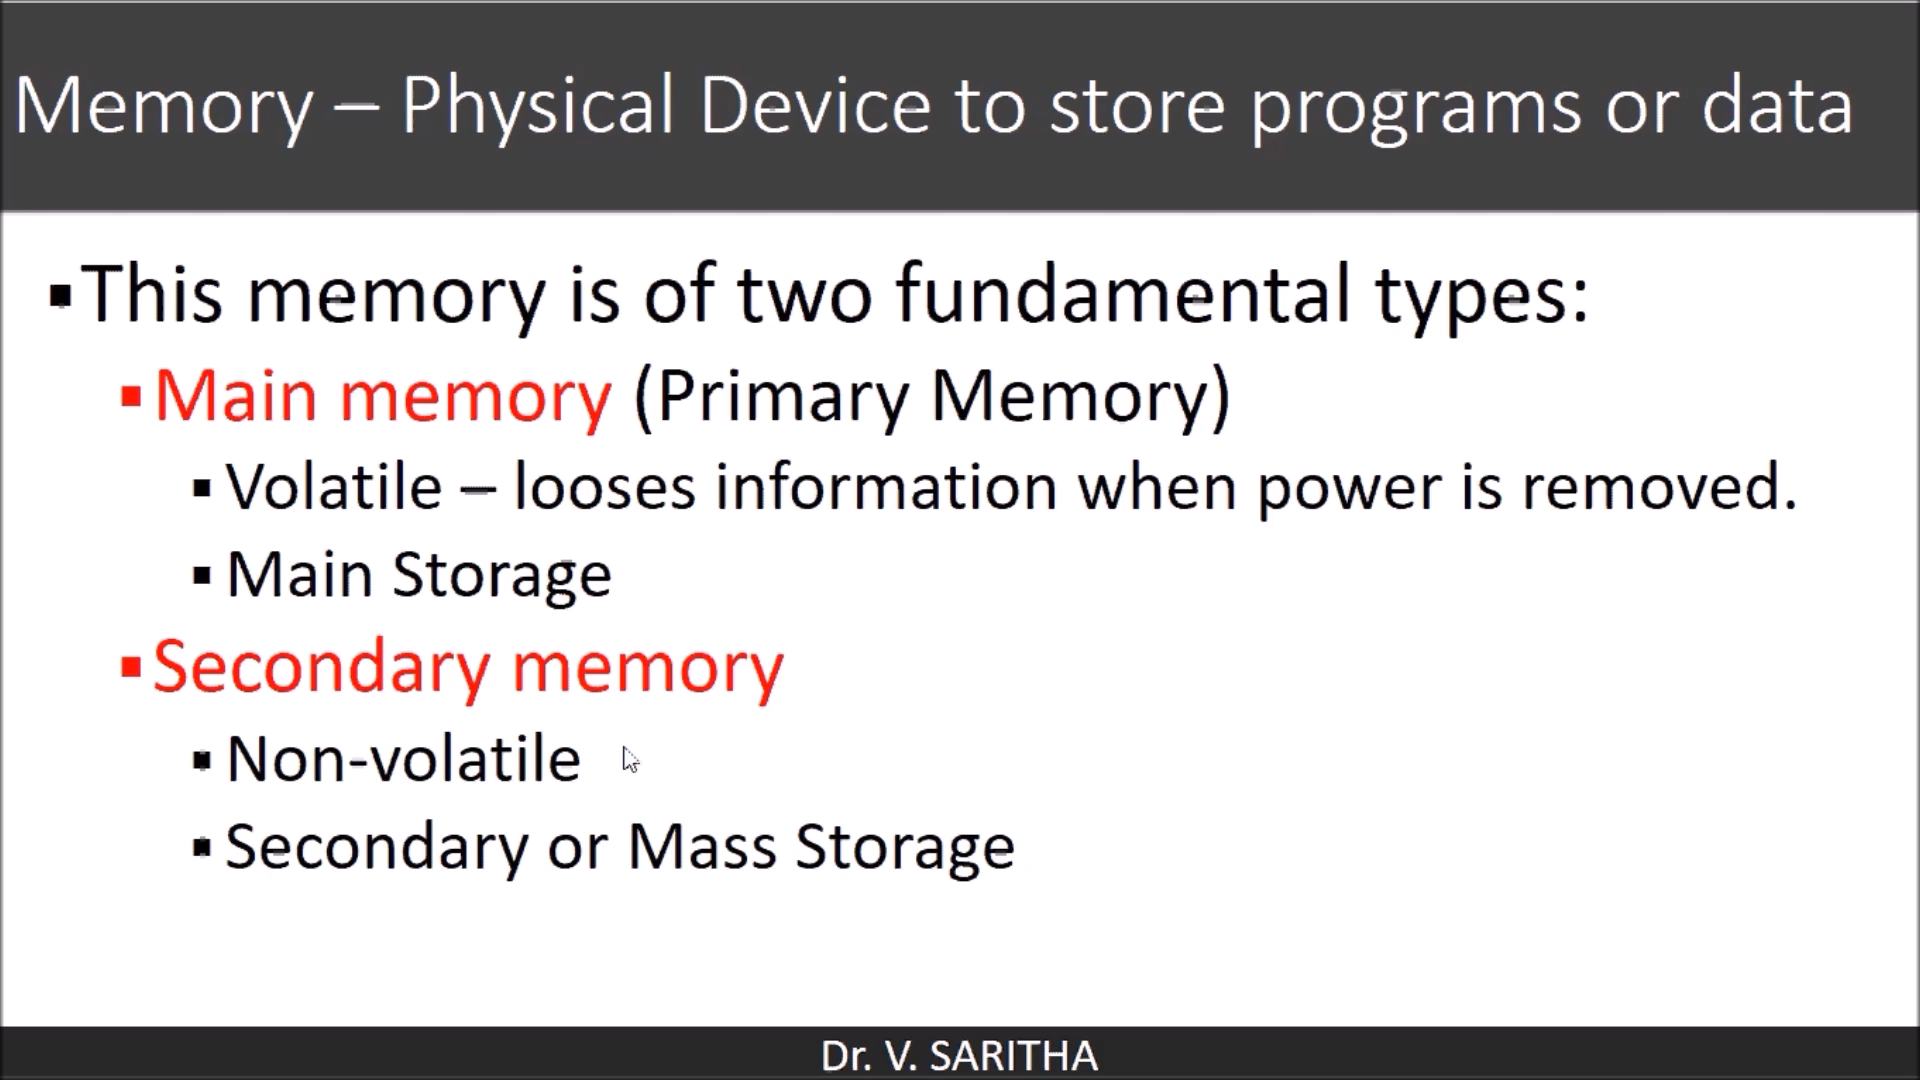 Memory – Physical Device to store programs or data
▪This memory is of two fundamental types:
▪Main memory (Primary Memory)
▪Volatile – looses information when power is removed.
▪Main Storage
▪Secondary memory
▪Non-volatile
▪Secondary or Mass Storage
Dr. V. SARITHA